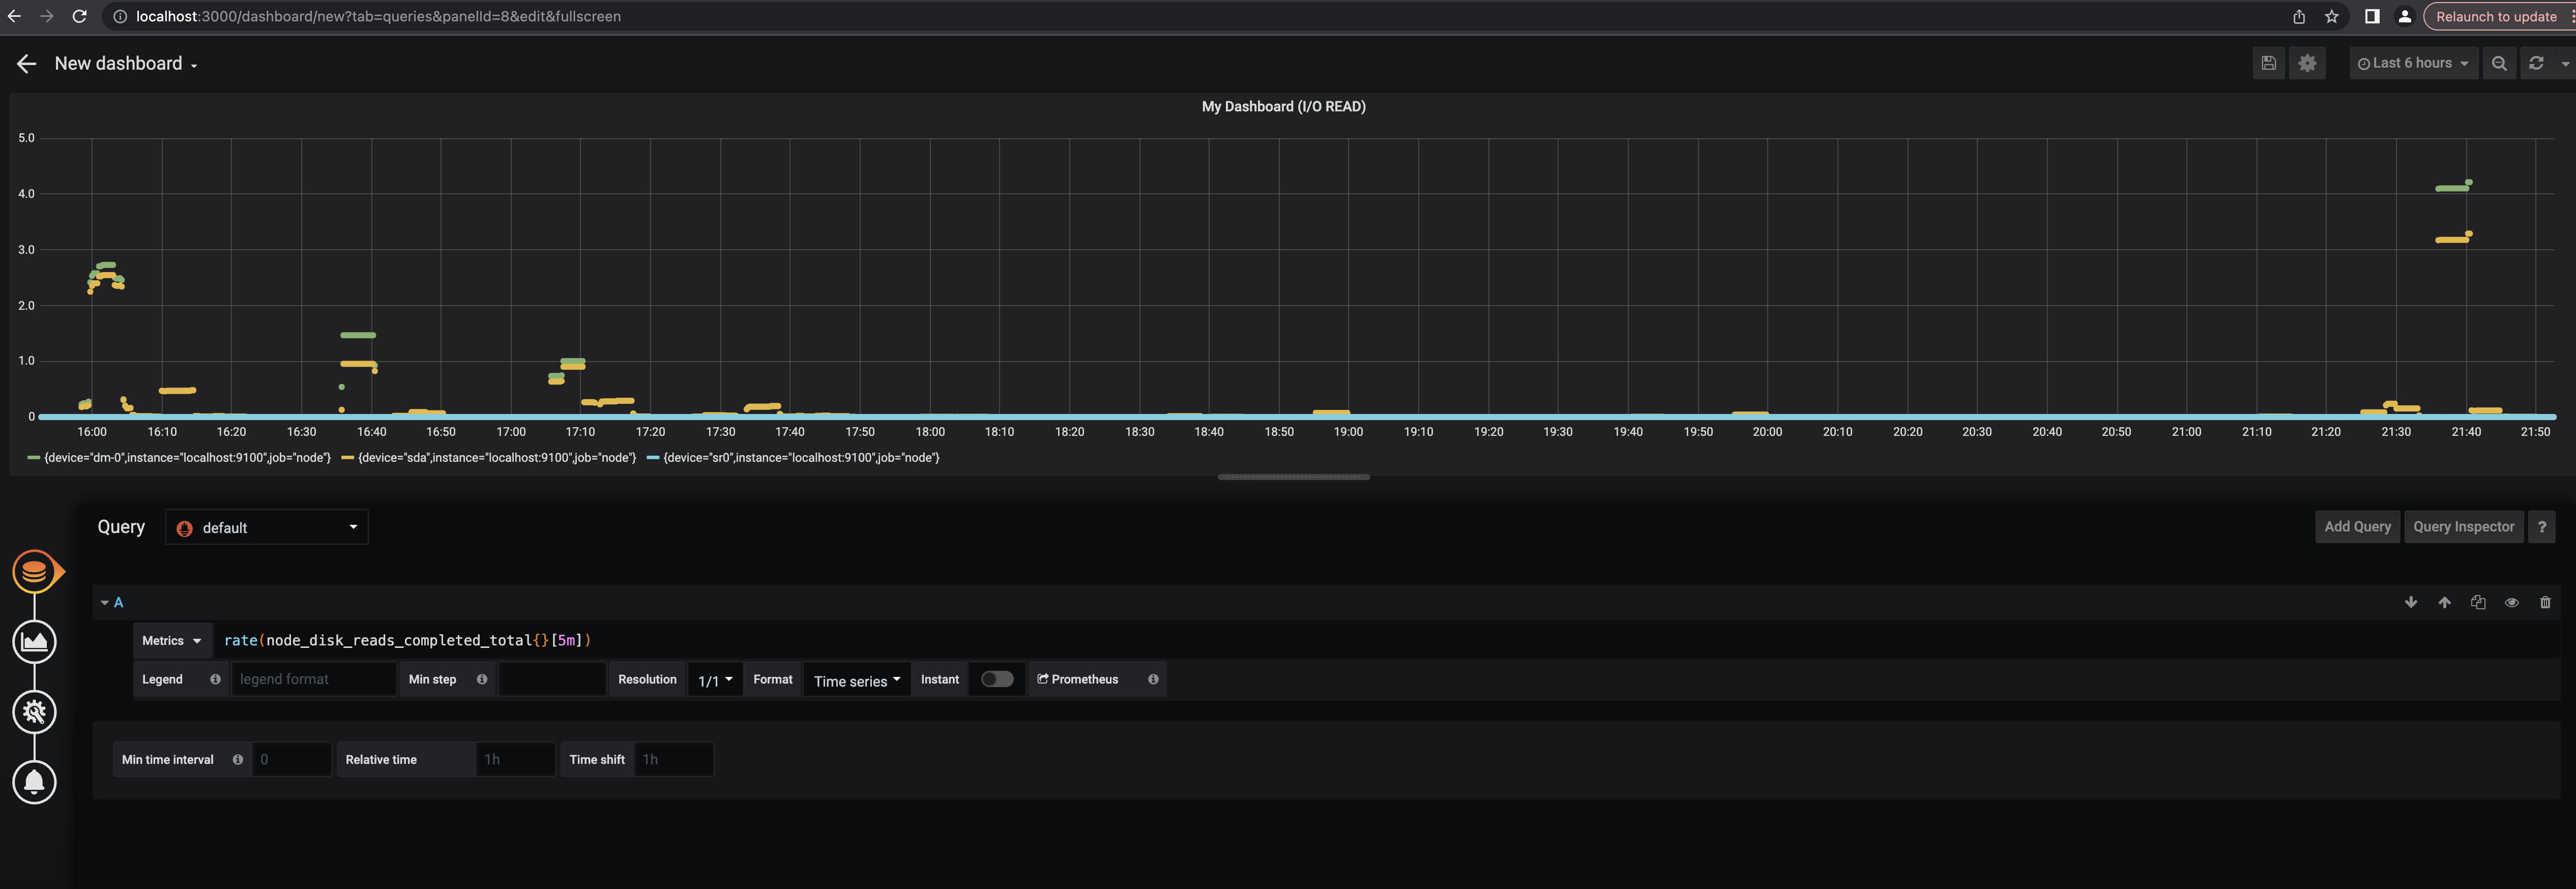 localhost:3000/dashboard/new?tab=queries&panelId=8&edit&fullscreen Relaunch to update
New dashboard Last 6 hours
My Dashboard (I/O READ)
5.0
4.0
3.0
2.0
1.0
0
16:00 16:10 16:20 16:30 16:40 16:50 17:00 17:10 17:20 17:30 17:40 17:50 18:00 18:10 18:20 18:30 18:40 18:50 19:00 19:10 19:20 19:30 19:40 19:50 20:00 20:10 20:20 20:30 20:40 20:50 21:00 21:10 21:20 21:30 21:40 21:50
{device="dm-0",instance="localhost:9100",job="node"} {device="sda",instance="localhost:9100",job="node"} {device="sr0",instance="localhost:9100",job="node"}
Query default Add Query Query Inspector ?
A
Metrics rate(node_disk_reads_completed_total{}[5m])
Legend legend format Min step Resolution 1/1 Format Time series Instant Prometheus
Min time interval 0 Relative time 1h Time shift 1h